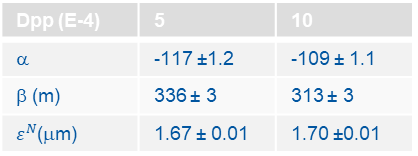 Dpp (E-4) 5 10
α -117 ±1.2 -109 ± 1.1
β (m) 336 ± 3 313 ± 3
εᴺ(μm) 1.67 ± 0.01 1.70 ±0.01